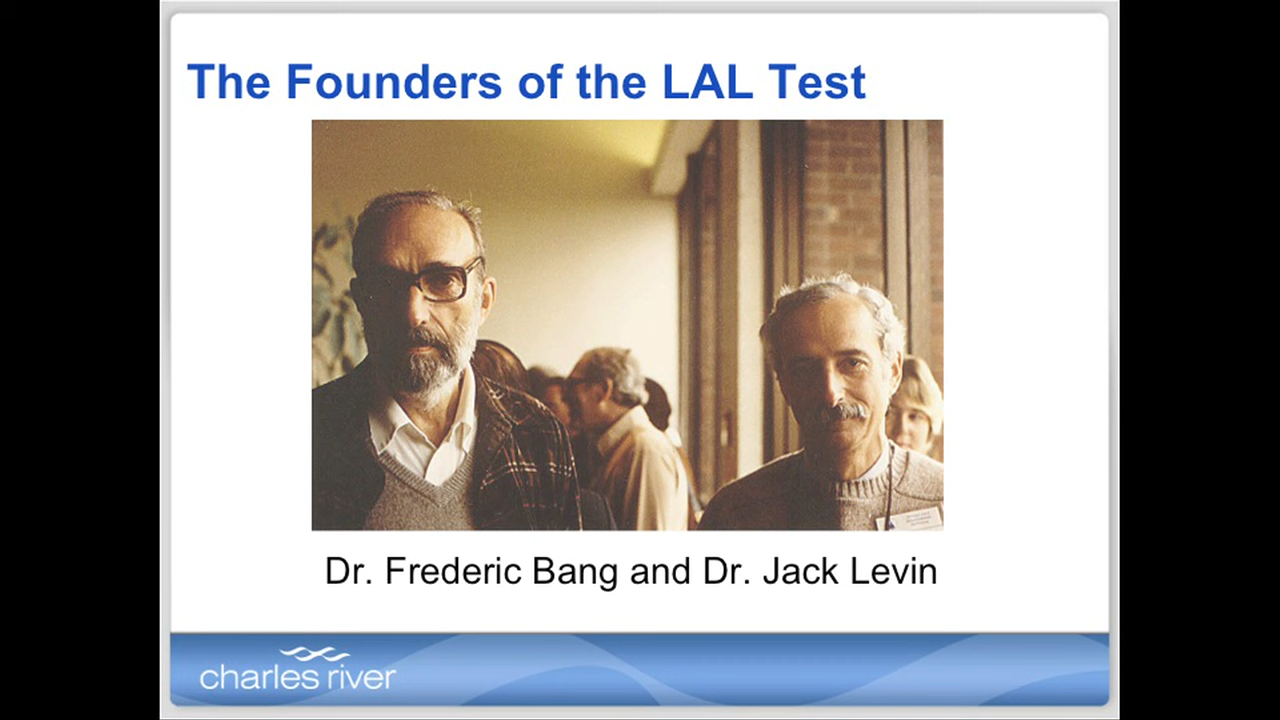 The Founders of the LAL Test
Dr. Frederic Bang and Dr. Jack Levin
charles river